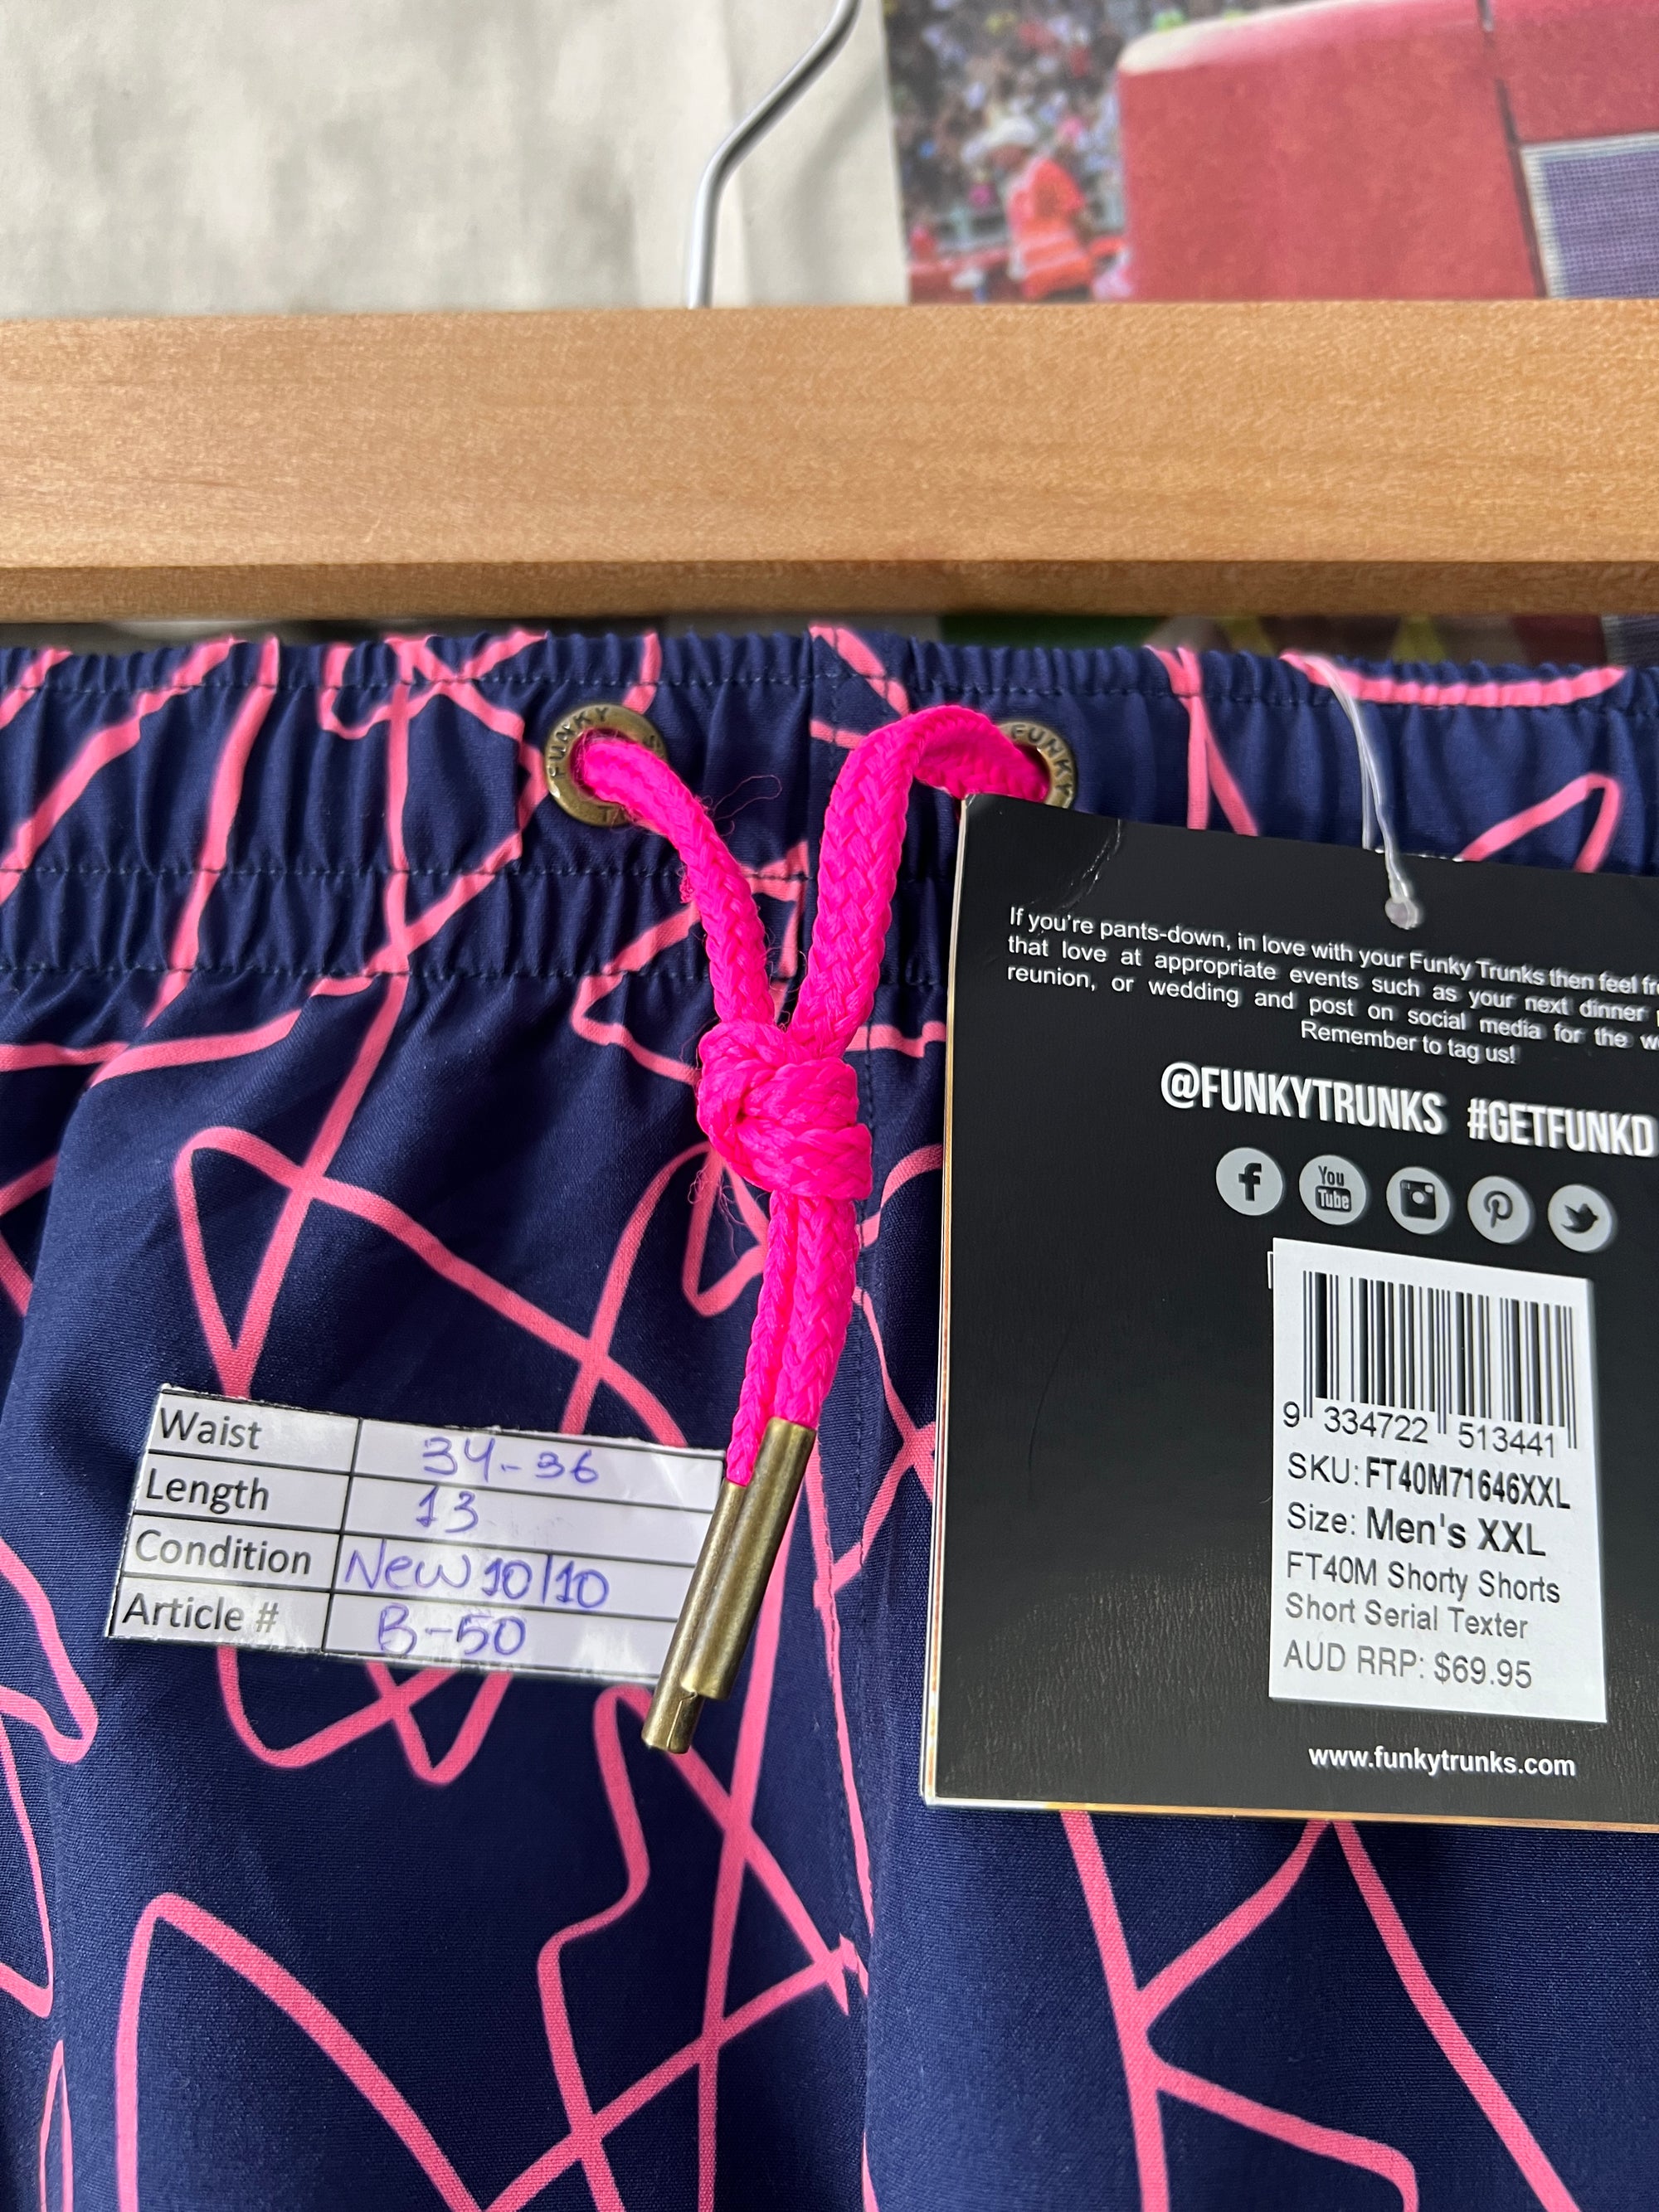 FUNKY
FUNKY
If you're pants-down, in love with your Funky Trunks then feel
that love at appropriate events such as your next dinner
reunion, or wedding and post on social media for the
Remember to tag us!
@FUNKYTRUNKS #GETFUNKD
f You Tube
9 334722 513441
SKU: FT40M71646XXL
Size: Men's XXL
FT40M Shorty Shorts
Short Serial Texter
AUD RRP: $69.95
www.funkytrunks.com
Waist 34-36
Length 13
Condition New 10/10
Article # B-50